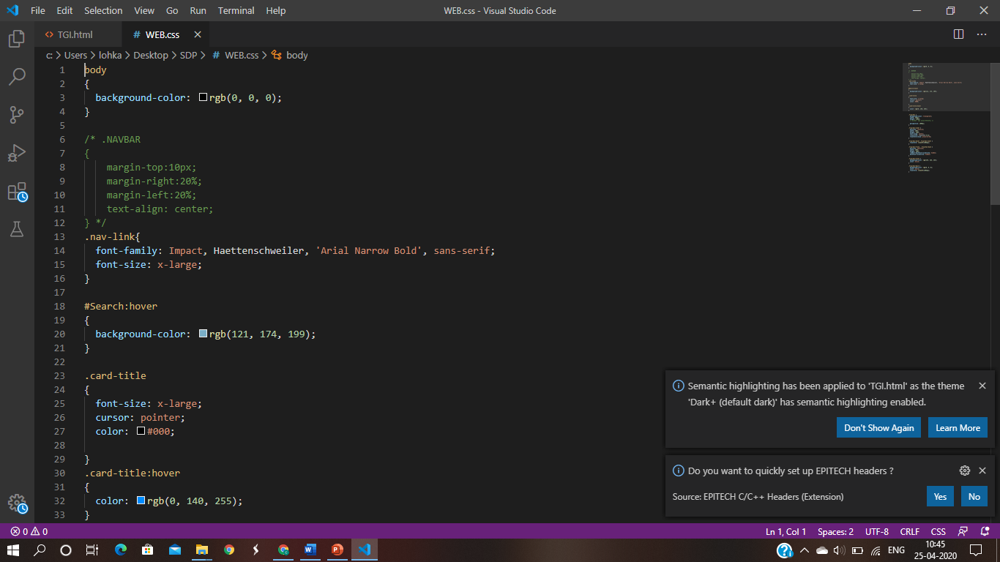 File Edit Selection View Go Run Terminal Help WEB.css - Visual Studio Code
<> TGI.html # WEB.css
c: > Users > lohka > Desktop > SDP > # WEB.css > body
1 body
2 {
3 background-color: rgb(0, 0, 0);
4 }
5
6 /* .NAVBAR
7 {
8 margin-top:10px;
9 margin-right:20%;
10 margin-left:20%;
11 text-align: center;
12 } */
13 .nav-link{
14 font-family: Impact, Haettenschweiler, 'Arial Narrow Bold', sans-serif;
15 font-size: x-large;
16 }
17
18 #Search:hover
19 {
20 background-color: rgb(121, 174, 199);
21 }
22
23 .card-title
24 {
25 font-size: x-large;
26 cursor: pointer;
27 color: #000;
28
29 }
30 .card-title:hover
31 {
32 color: rgb(0, 140, 255);
33 }
Semantic highlighting has been applied to 'TGI.html' as the theme
'Dark+ (default dark)' has semantic highlighting enabled.
Don't Show Again Learn More
Do you want to quickly set up EPITECH headers ?
Source: EPITECH C/C++ Headers (Extension) Yes No
0 0 Ln 1, Col 1 Spaces: 2 UTF-8 CRLF CSS
ENG 10:45
25-04-2020